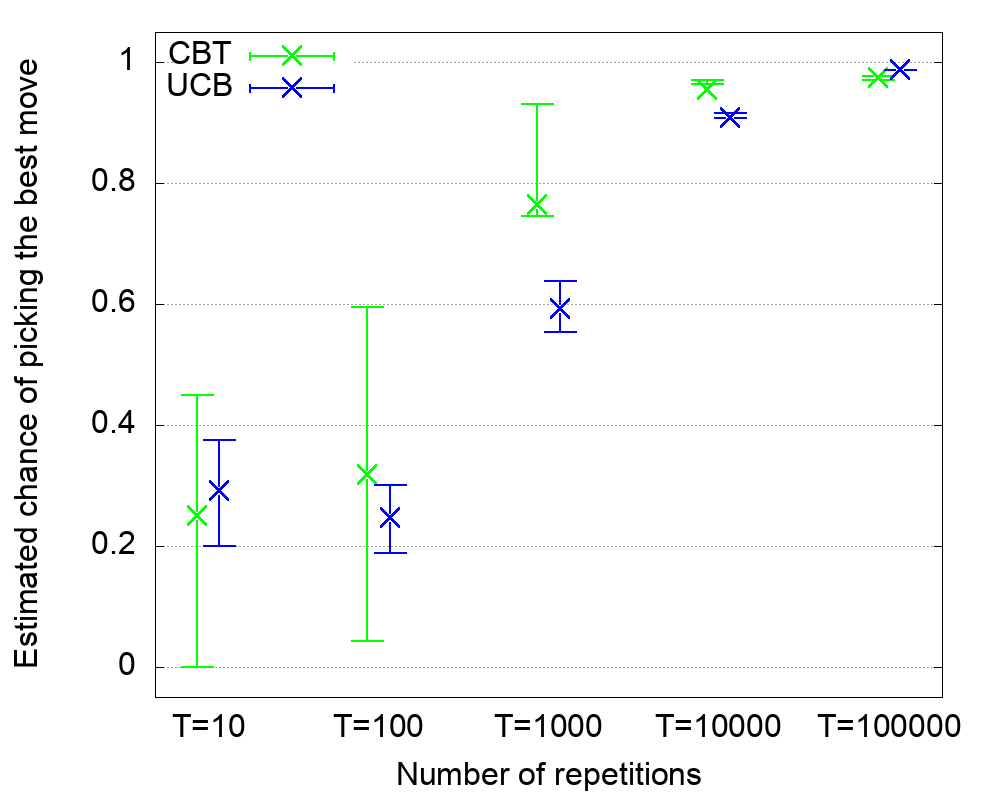 CBT
UCB
1
0.8
0.6
0.4
0.2
0
Estimated chance of picking the best move
T=10 T=100 T=1000 T=10000 T=100000
Number of repetitions